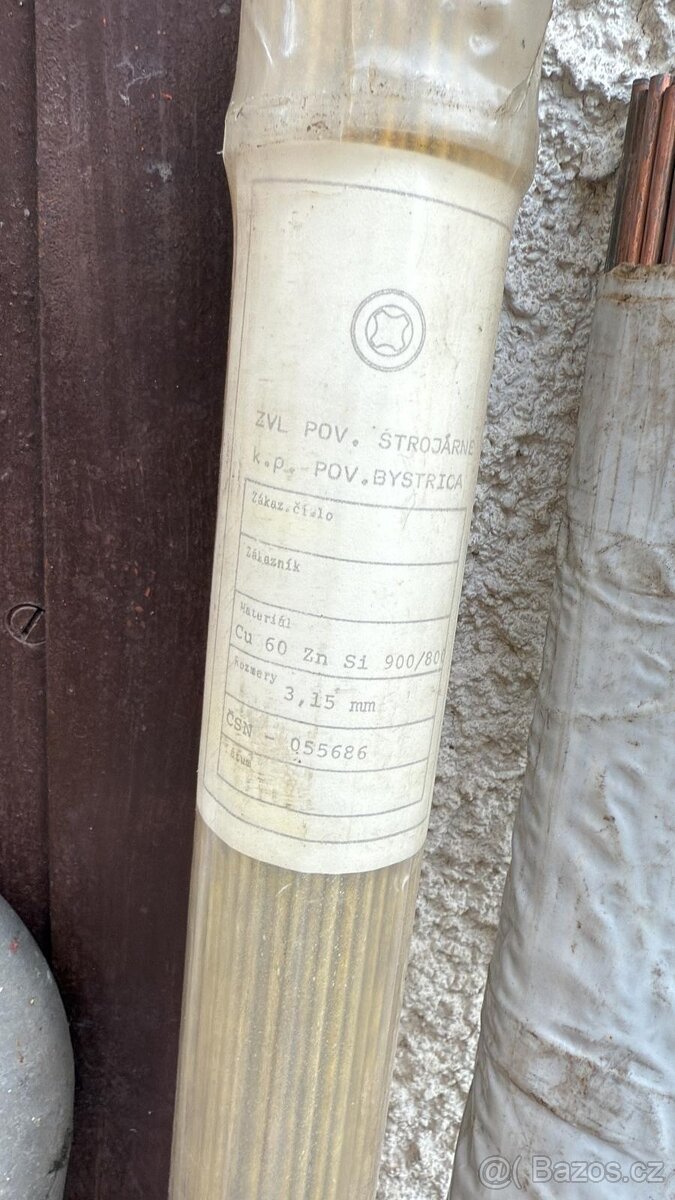 ZVL POV. STROJÁRNE
k.p. POV.BYSTRICA
Zákaz.číslo
Zákazník
Materiál
Cu 60 Zn Si 900/800
Rozmery
3,15 mm
ČSN - 055686
@( Bazos.cz